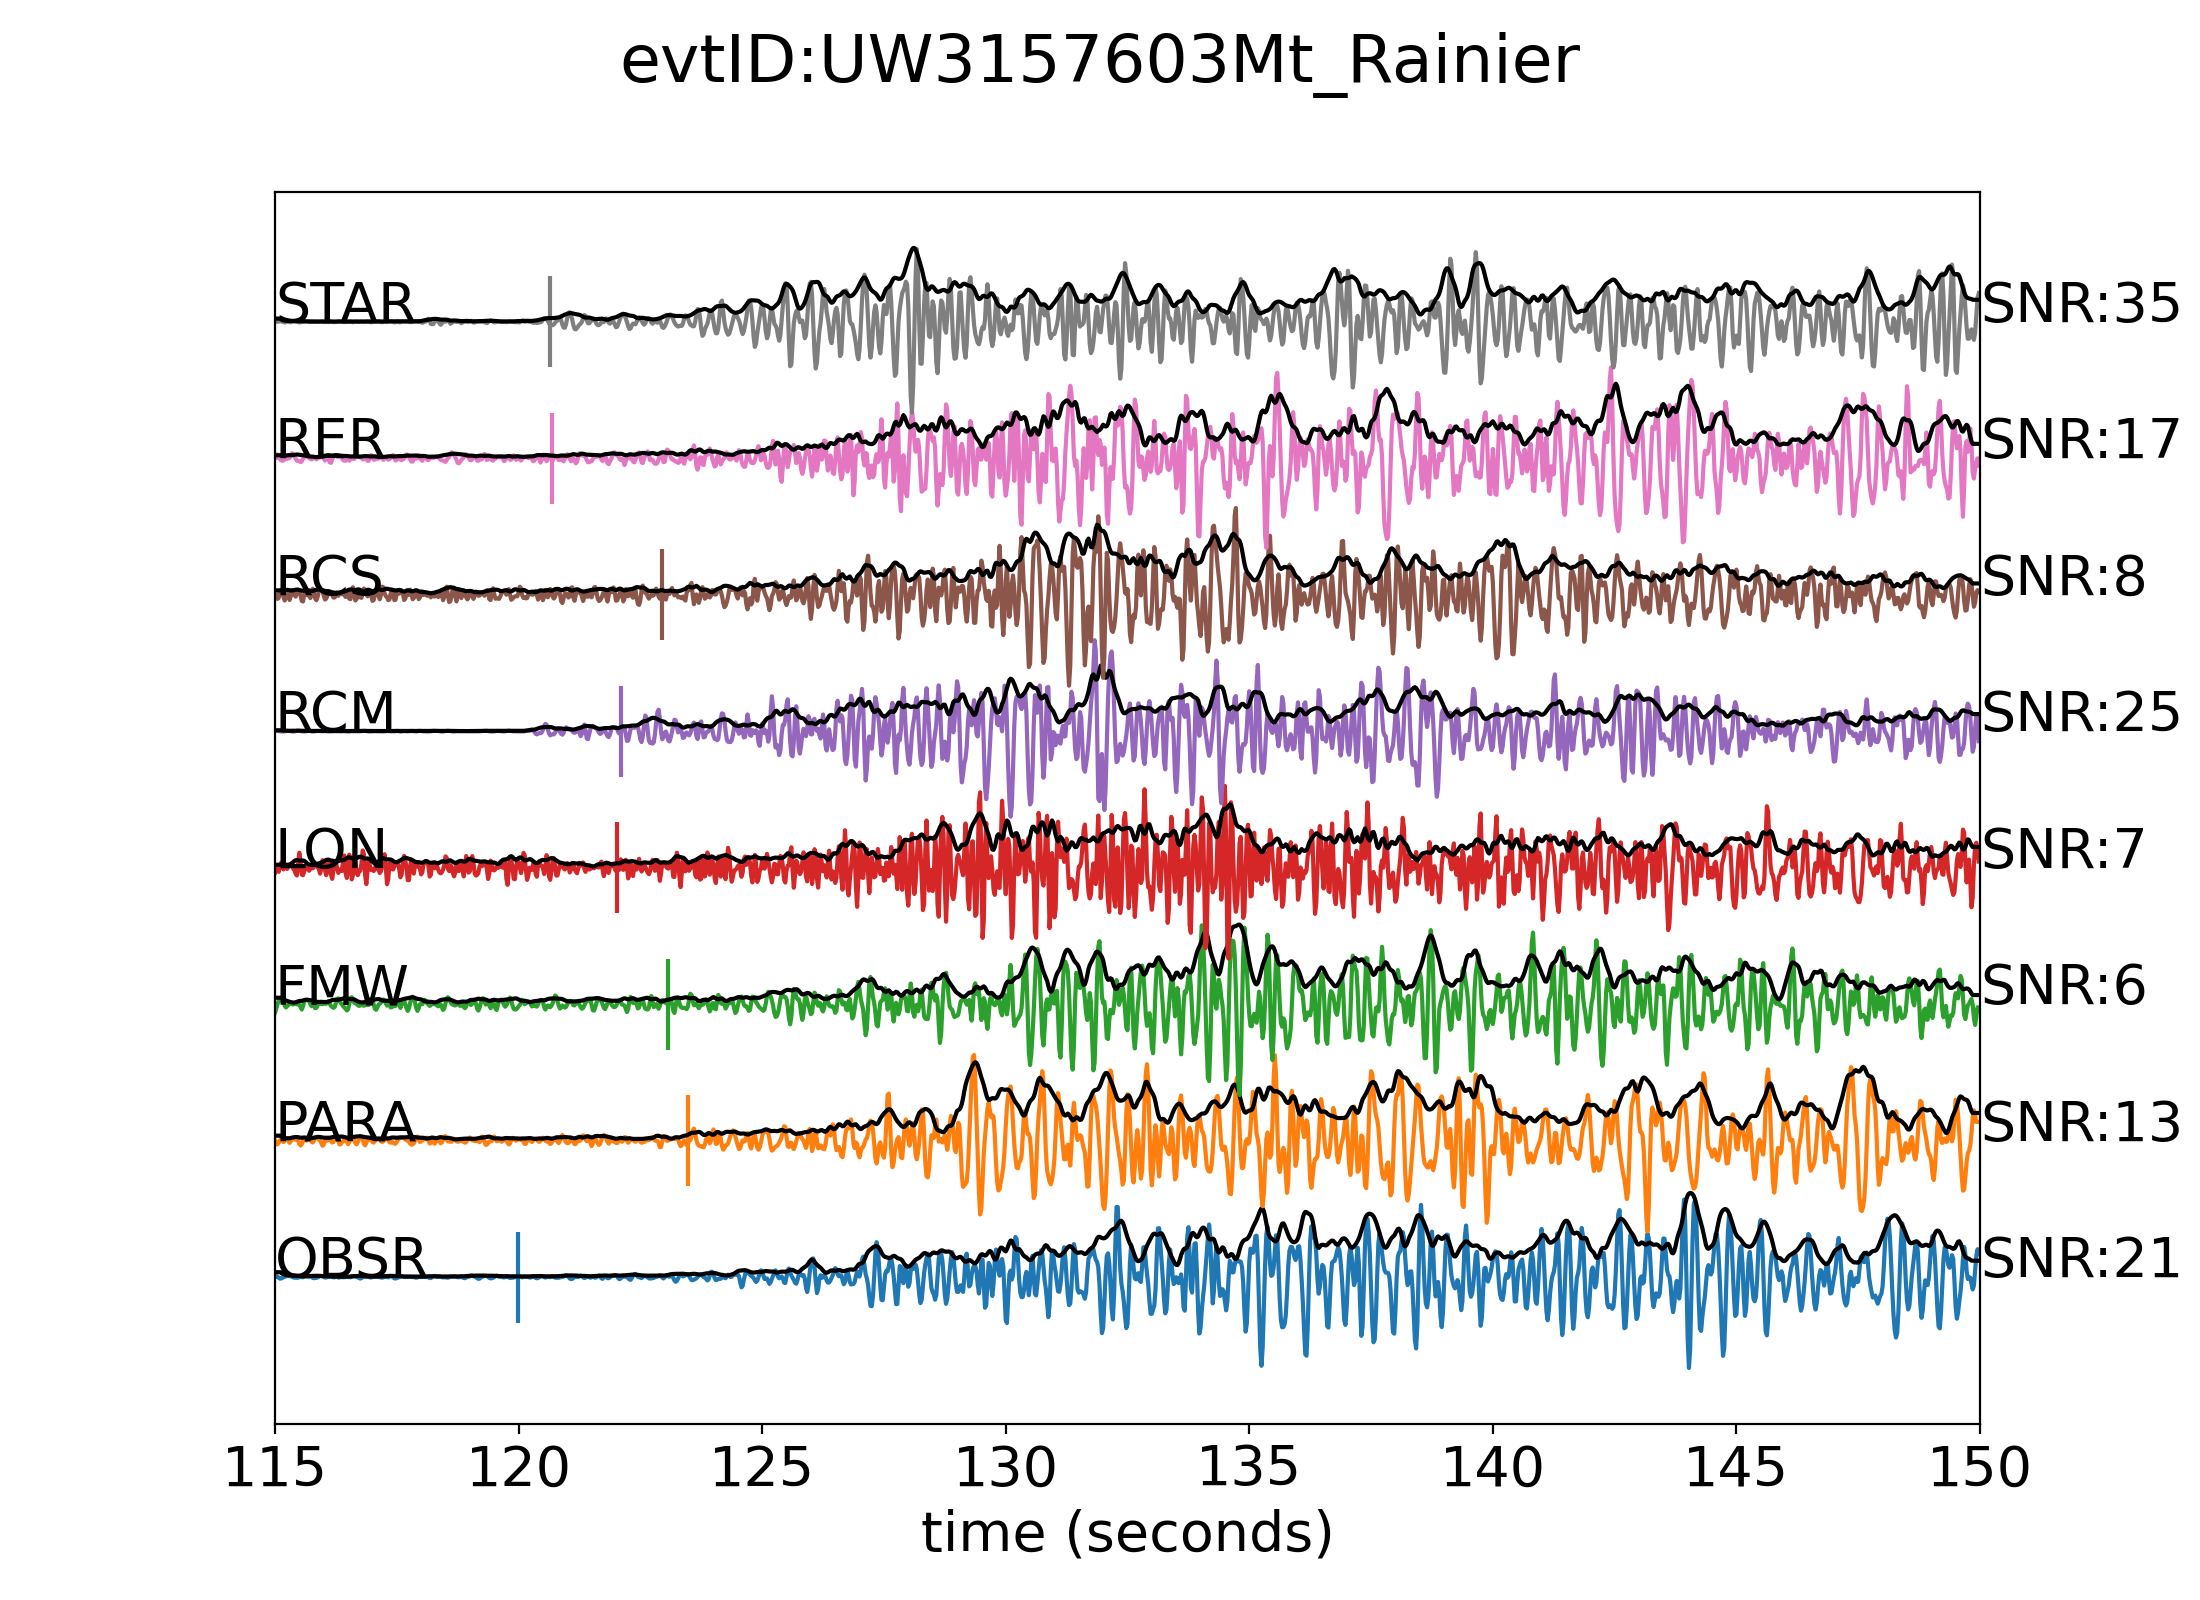 evtID:UW3157603Mt_Rainier
STAR SNR:35
RER SNR:17
RCS SNR:8
RCM SNR:25
LON SNR:7
FMW SNR:6
PARA SNR:13
OBSR SNR:21
115 120 125 130 135 140 145 150
time (seconds)